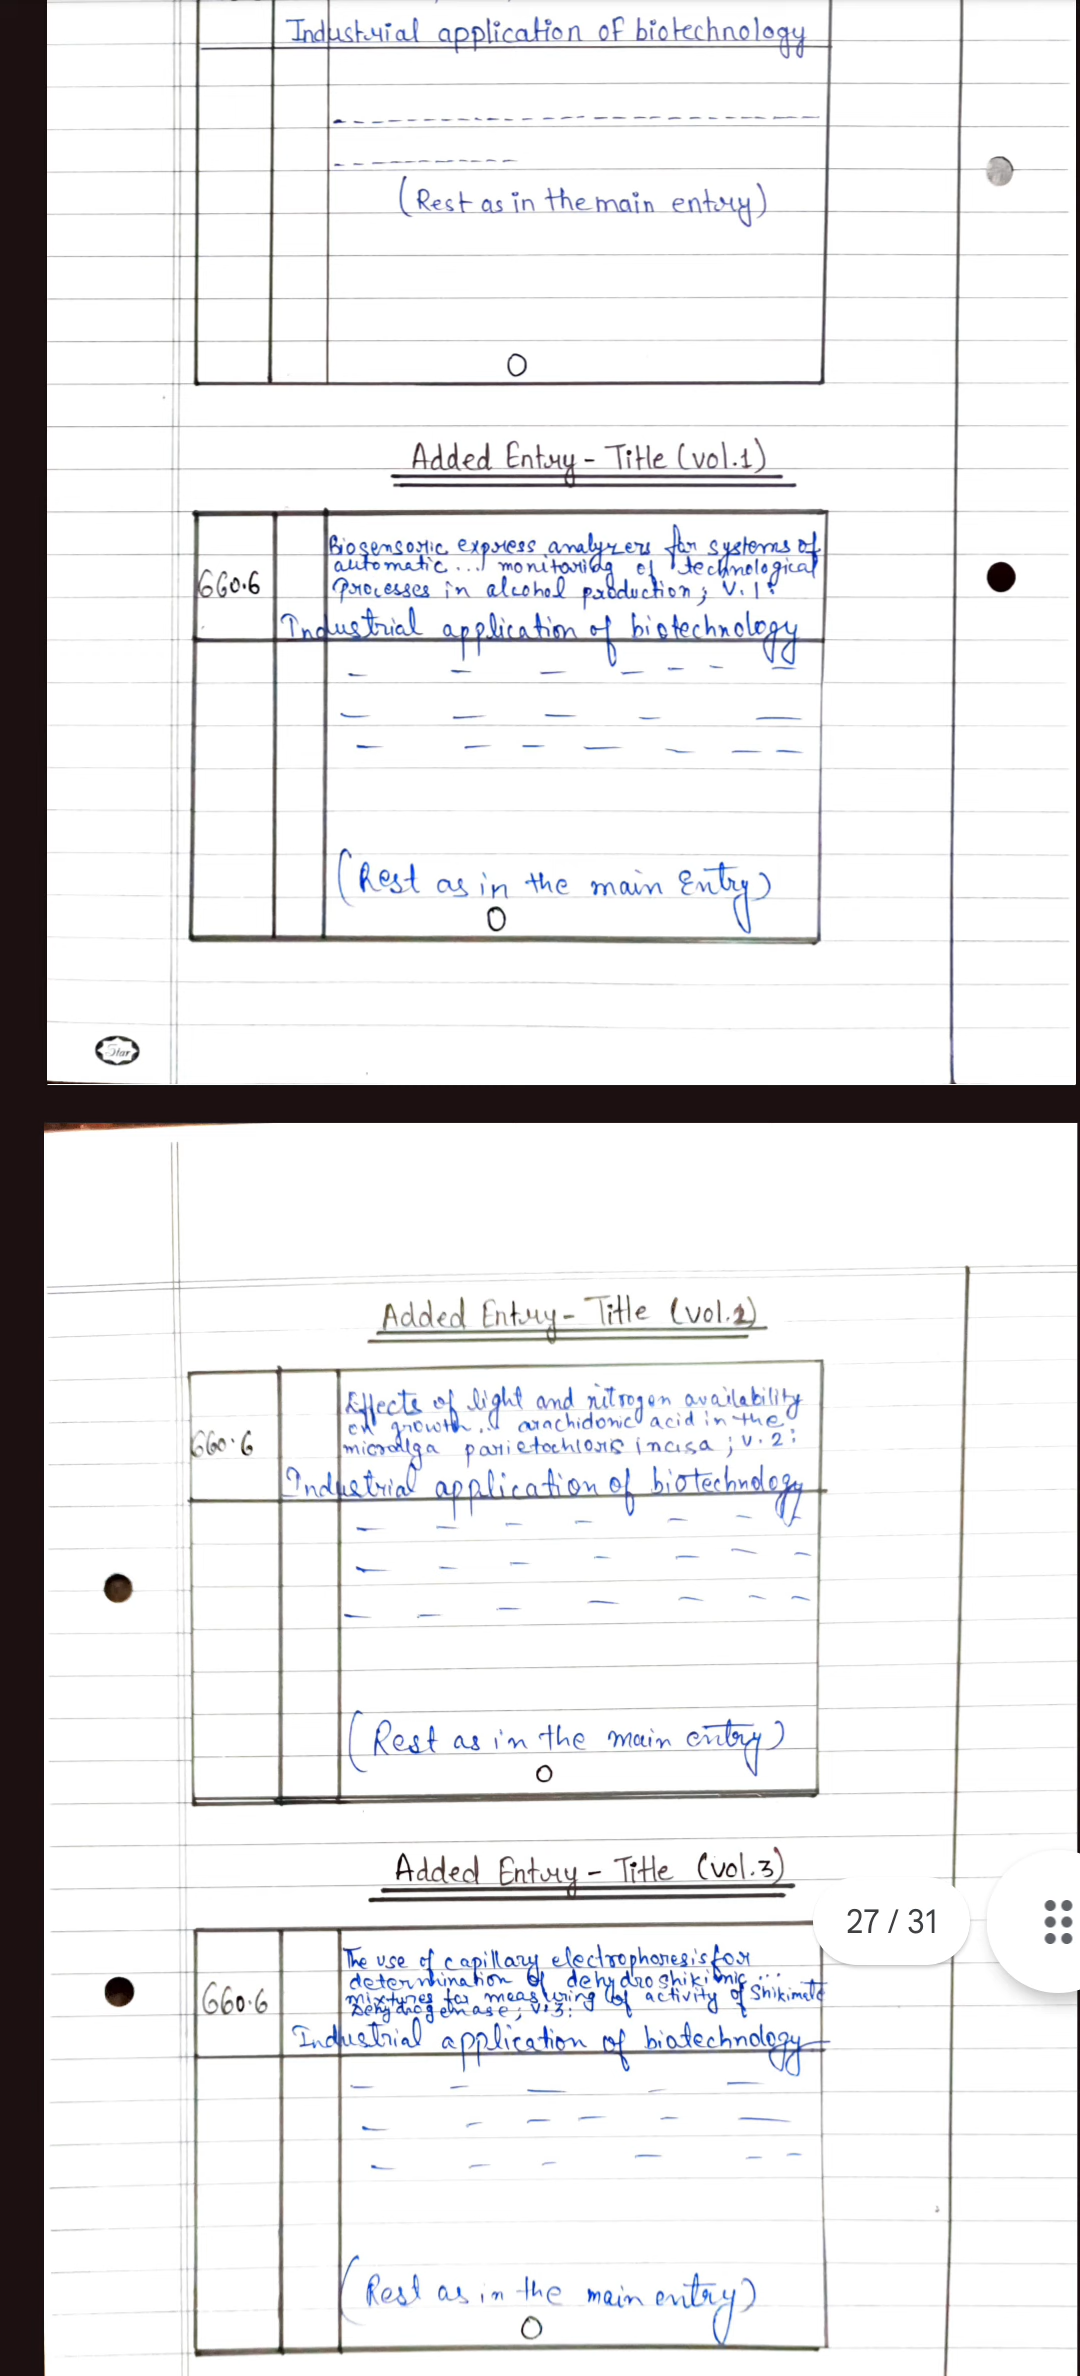 Industrial application of biotechnology
(Rest as in the main entry)
Added Entry - Title (vol.1)
Biosensoric express analyzers for systems of
automatic ... monitoring of technological
660.6
processes in alcohol production; V.1:
Industrial application of biotechnology
(Rest as in the main Entry)
Star
Added Entry - Title (vol.2)
Effects of light and nitrogen availability
on growth... arachidonic acid in the
660.6
microalga parietochloris incisa; v.2:
Industrial application of biotechnology
(Rest as in the main entry)
Added Entry - Title (vol.3)
27 / 31
The use of capillary electrophoresis for
determination of dehydroshikimic ...
660.6
mixtures for measuring of activity of Shikimate
Dehydrogenase; V.3:
Industrial application of biotechnology
(Rest as in the main entry)